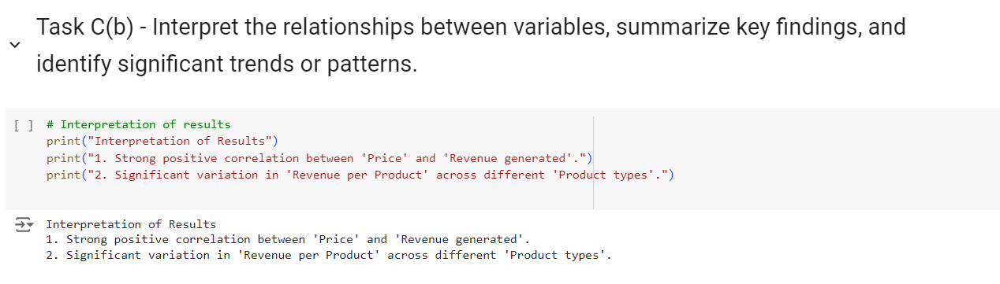 Task C(b) - Interpret the relationships between variables, summarize key findings, and
identify significant trends or patterns.
[ ] # Interpretation of results
print("Interpretation of Results")
print("1. Strong positive correlation between 'Price' and 'Revenue generated'.")
print("2. Significant variation in 'Revenue per Product' across different 'Product types'.")
Interpretation of Results
1. Strong positive correlation between 'Price' and 'Revenue generated'.
2. Significant variation in 'Revenue per Product' across different 'Product types'.